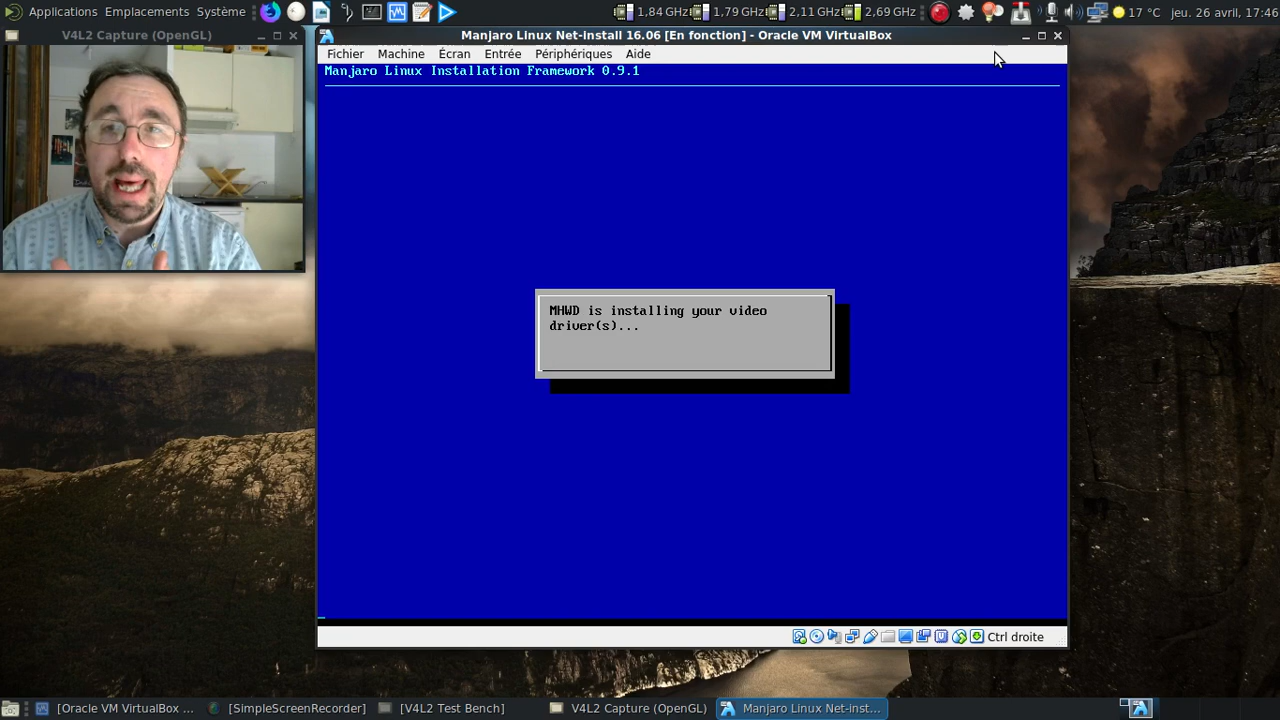 Applications Emplacements Système
1,84 GHz 1,79 GHz 2,11 GHz 2,69 GHz 17 °C jeu. 26 avril, 17:46
V4L2 Capture (OpenGL)
Manjaro Linux Net-install 16.06 [En fonction] - Oracle VM VirtualBox
Fichier Machine Écran Entrée Périphériques Aide
Manjaro Linux Installation Framework 0.9.1
MHWD is installing your video
driver(s)...
Ctrl droite
[Oracle VM VirtualBox ... [SimpleScreenRecorder] [V4L2 Test Bench] V4L2 Capture (OpenGL) Manjaro Linux Net-inst...